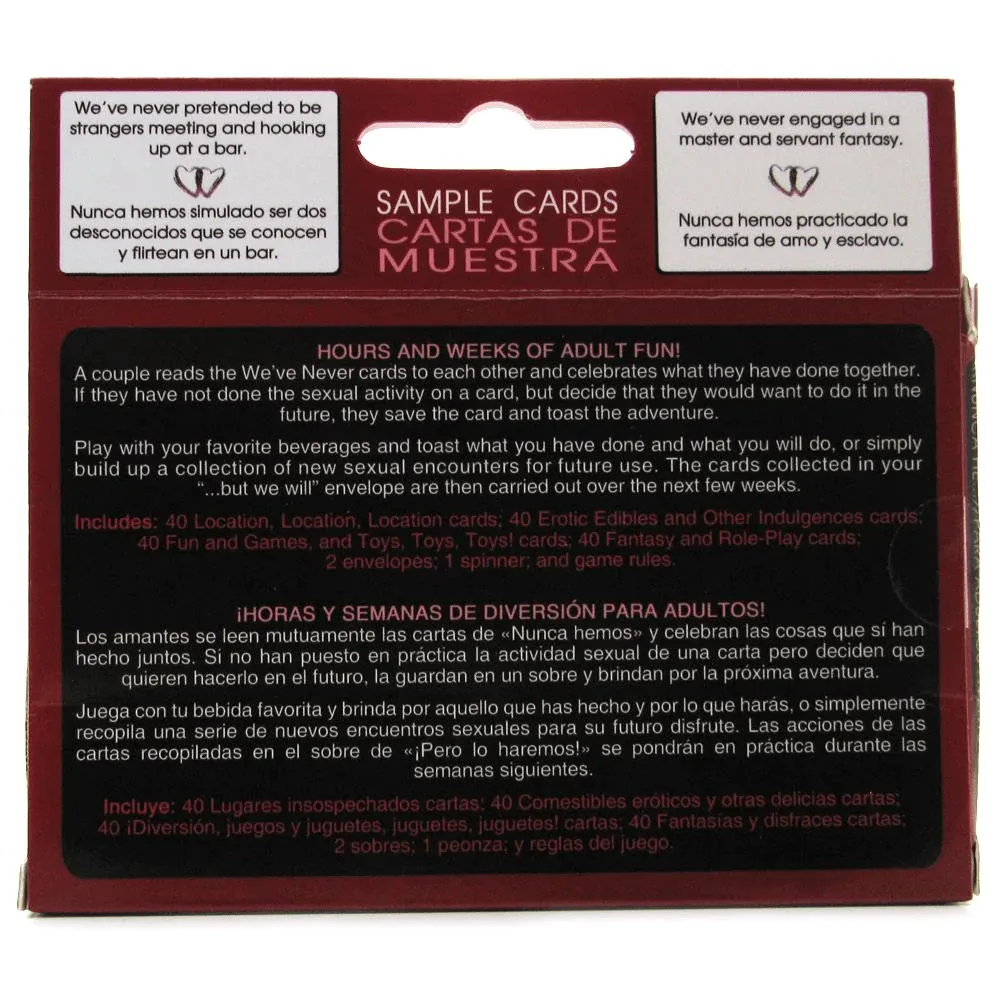 We've never pretended to be
strangers meeting and hooking
up at a bar.
Nunca hemos simulado ser dos
desconocidos que se conocen
y flirtean en un bar.
SAMPLE CARDS
CARTAS DE
MUESTRA
We've never engaged in a
master and servant fantasy.
Nunca hemos practicado la
fantasía de amo y esclavo.
HOURS AND WEEKS OF ADULT FUN!
A couple reads the We've Never cards to each other and celebrates what they have done together.
If they have not done the sexual activity on a card, but decide that they would want to do it in the
future, they save the card and toast the adventure.
Play with your favorite beverages and toast what you have done and what you will do, or simply
build up a collection of new sexual encounters for future use. The cards collected in your
“...but we will” envelope are then carried out over the next few weeks.
Includes: 40 Location, Location, Location cards; 40 Erotic Edibles and Other Indulgences cards;
40 Fun and Games, and Toys, Toys, Toys! cards; 40 Fantasy and Role-Play cards;
2 envelopes; 1 spinner; and game rules.
¡HORAS Y SEMANAS DE DIVERSIÓN PARA ADULTOS!
Los amantes se leen mutuamente las cartas de «Nunca hemos» y celebran las cosas que sí han
hecho juntos. Si no han puesto en práctica la actividad sexual de una carta pero deciden que
quieren hacerlo en el futuro, la guardan en un sobre y brindan por la próxima aventura.
Juega con tu bebida favorita y brinda por aquello que has hecho y por lo que harás, o simplemente
recopila una serie de nuevos encuentros sexuales para su futuro disfrute. Las acciones de las
cartas recopiladas en el sobre de «¡Pero lo haremos!» se pondrán en práctica durante las
semanas siguientes.
Incluye: 40 Lugares insospechados cartas; 40 Comestibles eróticos y otras delicias cartas;
40 ¡Diversión, juegos y juguetes, juguetes, juguetes! cartas; 40 Fantasías y disfraces cartas;
2 sobres; 1 peonza; y reglas del juego.